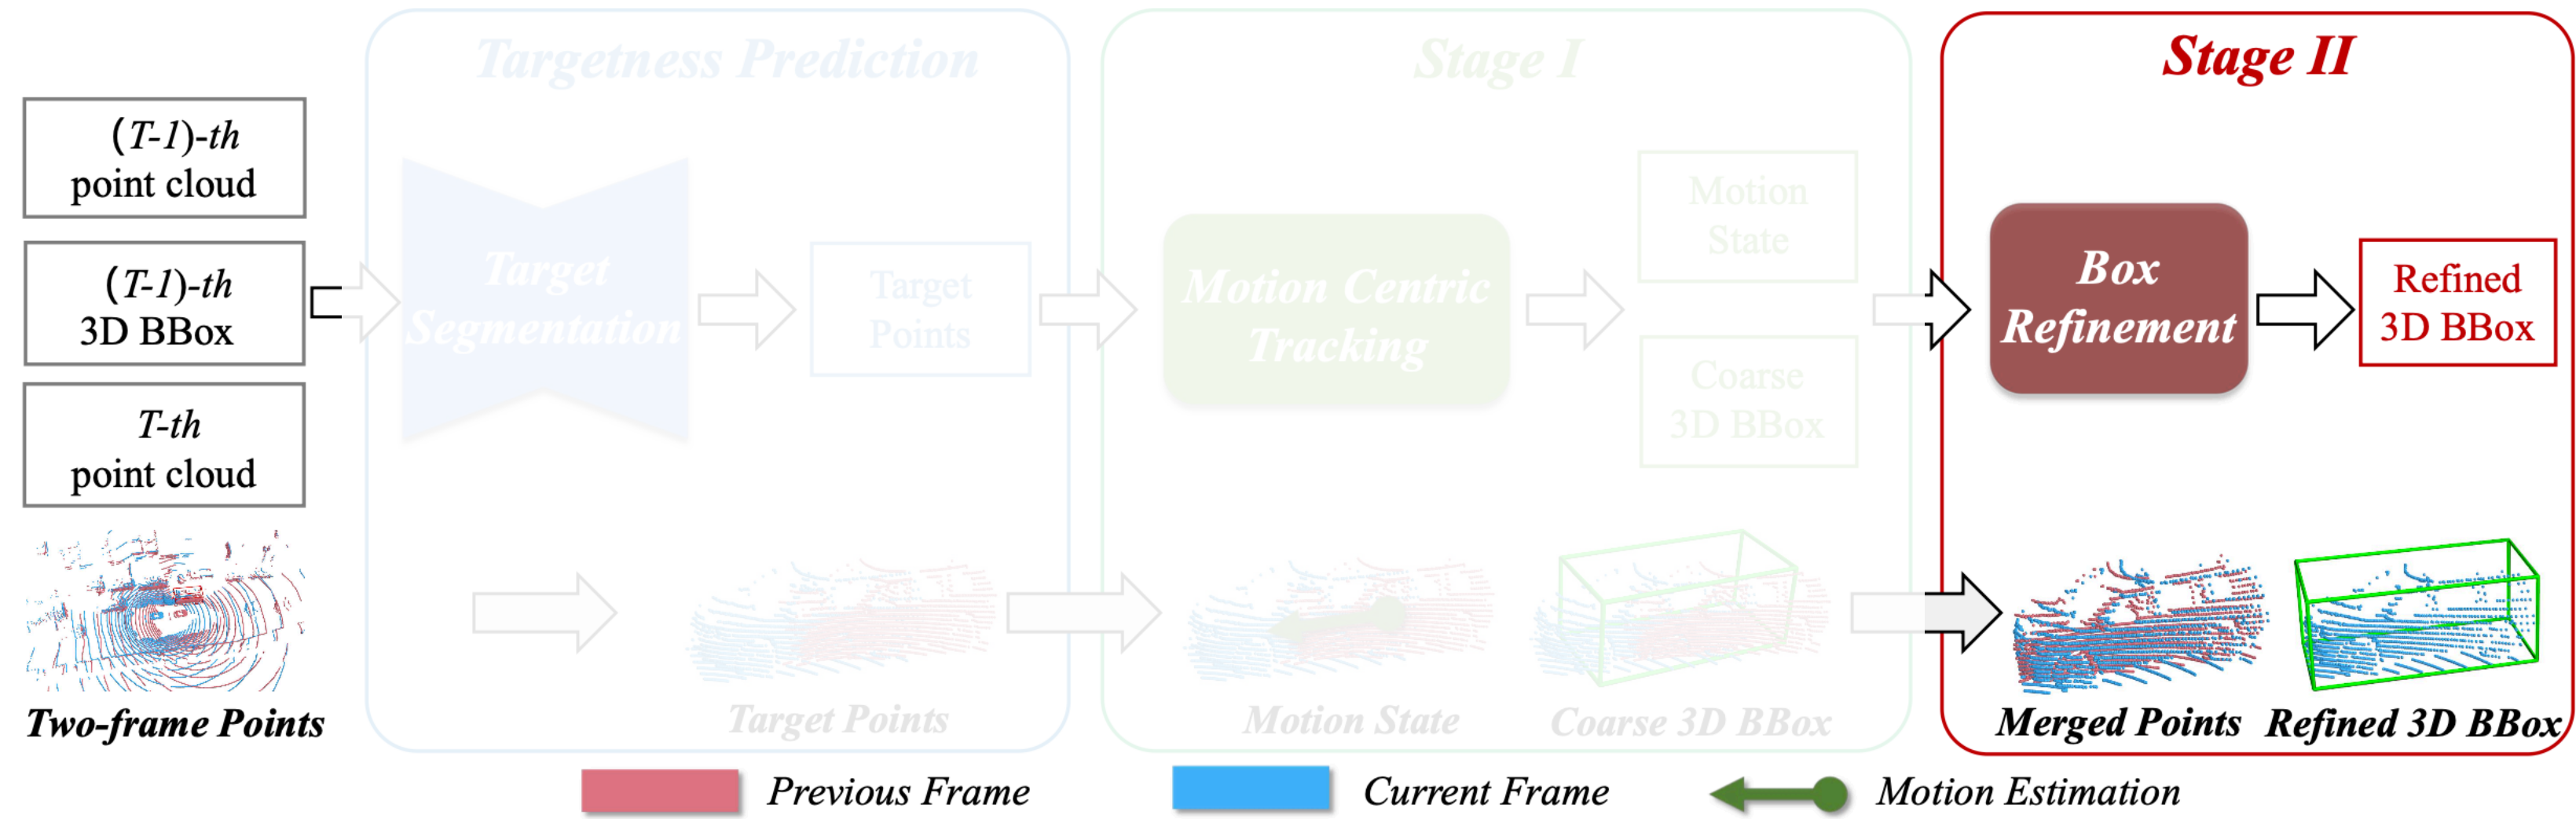 Targetness Prediction
Stage I
Stage II
(T-1)-th
point cloud
(T-1)-th
3D BBox
T-th
point cloud
Target
Segmentation
Target
Points
Motion Centric
Tracking
Motion
State
Coarse
3D BBox
Box
Refinement
Refined
3D BBox
Two-frame Points
Target Points
Motion State
Coarse 3D BBox
Merged Points
Refined 3D BBox
Previous Frame
Current Frame
Motion Estimation